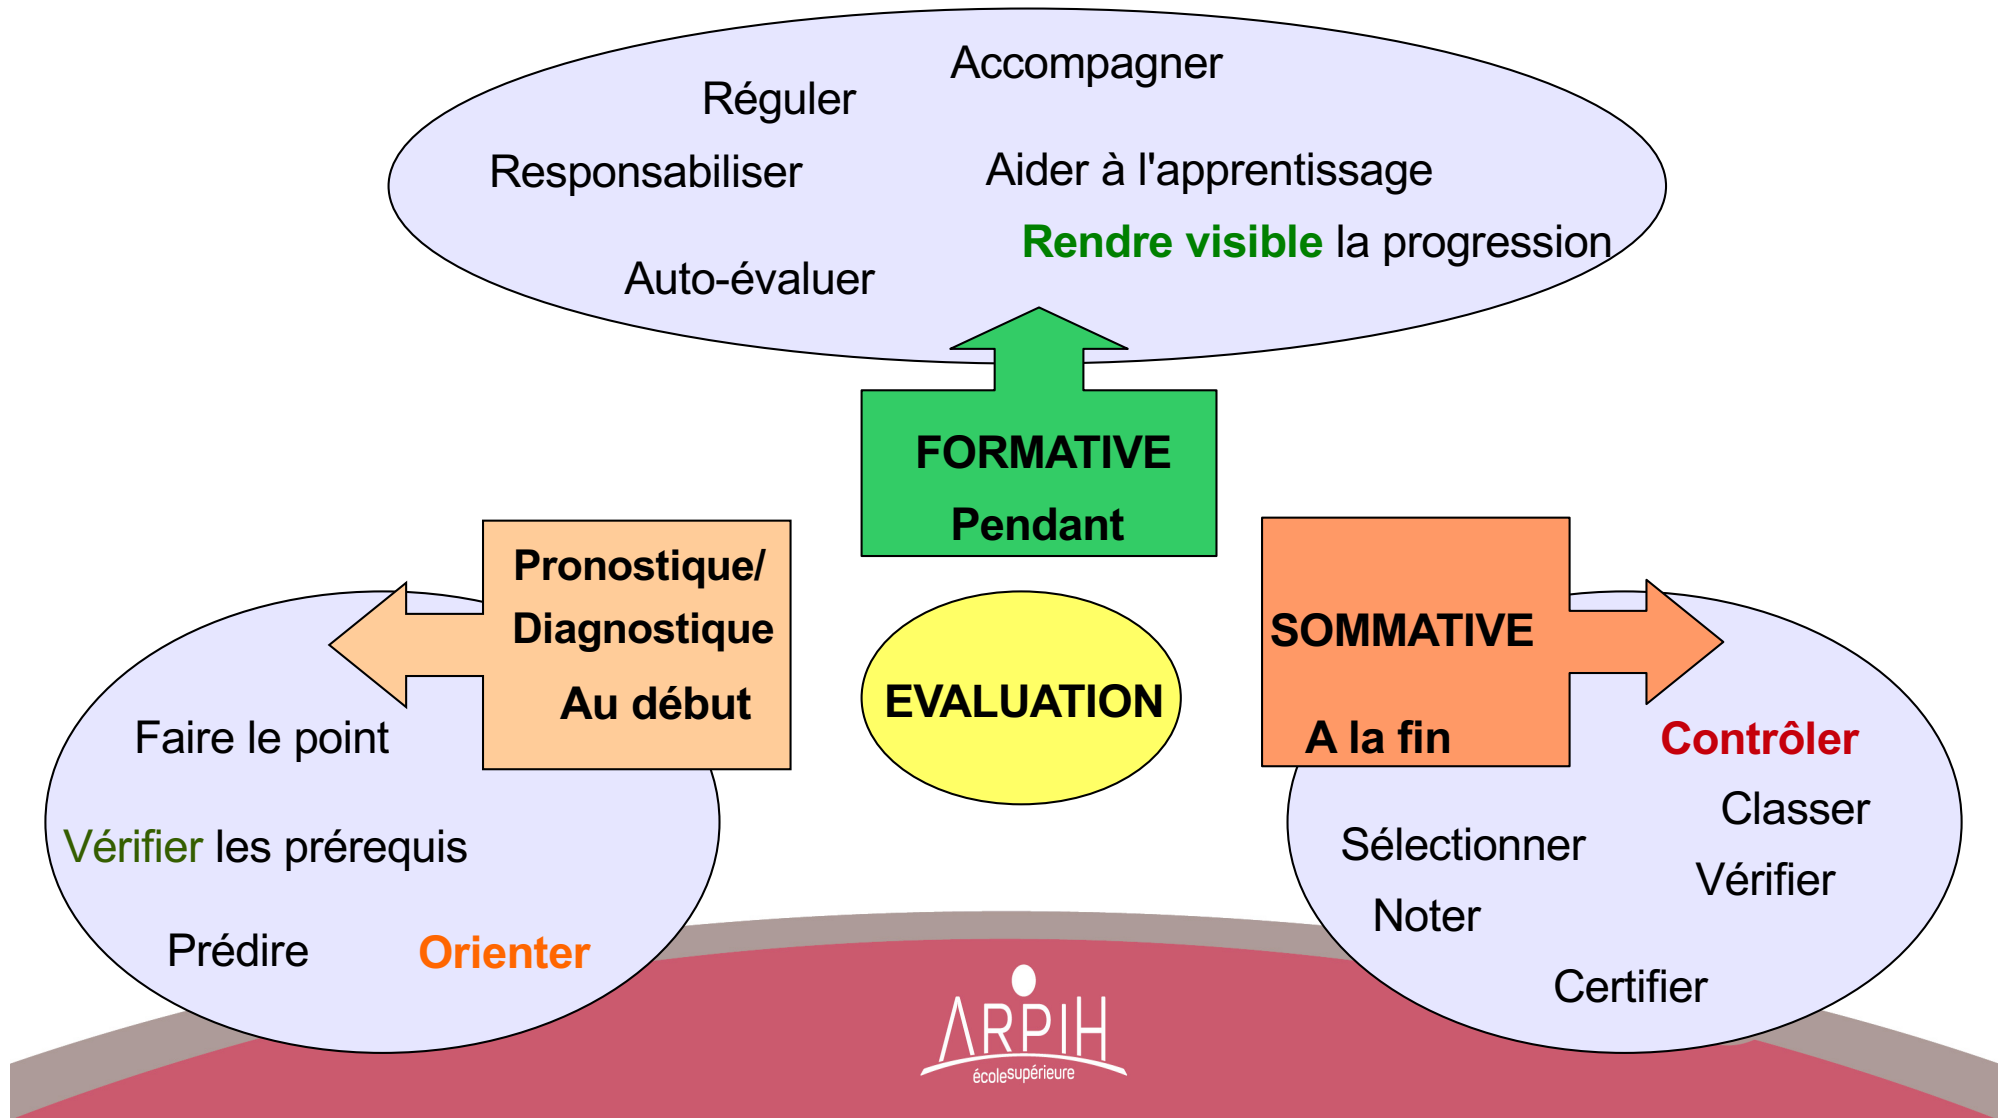 Accompagner
Réguler
Responsabiliser
Aider à l'apprentissage
Rendre visible la progression
Auto-évaluer
FORMATIVE
Pendant
Pronostique/
Diagnostique
Au début
EVALUATION
SOMMATIVE
A la fin
Faire le point
Vérifier les prérequis
Prédire
Orienter
Contrôler
Classer
Sélectionner
Vérifier
Noter
Certifier
ARPIH
écolesupérieure